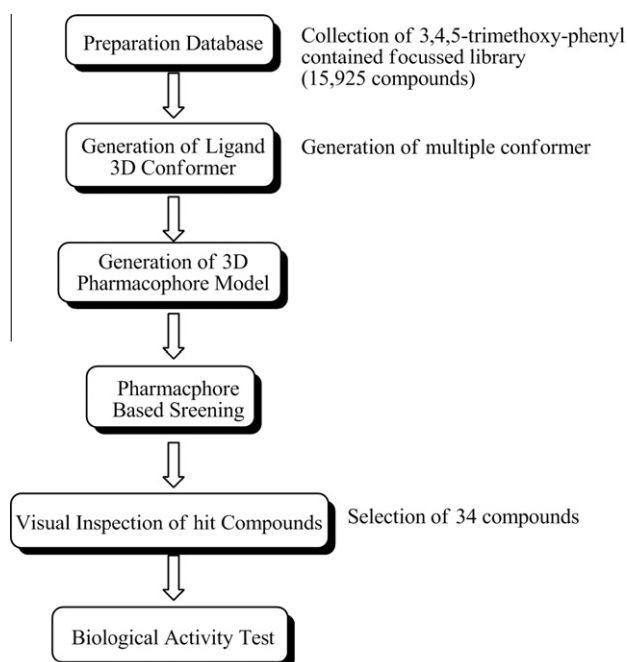 Preparation Database
Collection of 3,4,5-trimethoxy-phenyl
contained focussed library
(15,925 compounds)
Generation of Ligand
3D Conformer
Generation of multiple conformer
Generation of 3D
Pharmacophore Model
Pharmacphore
Based Sreening
Visual Inspection of hit Compounds
Selection of 34 compounds
Biological Activity Test